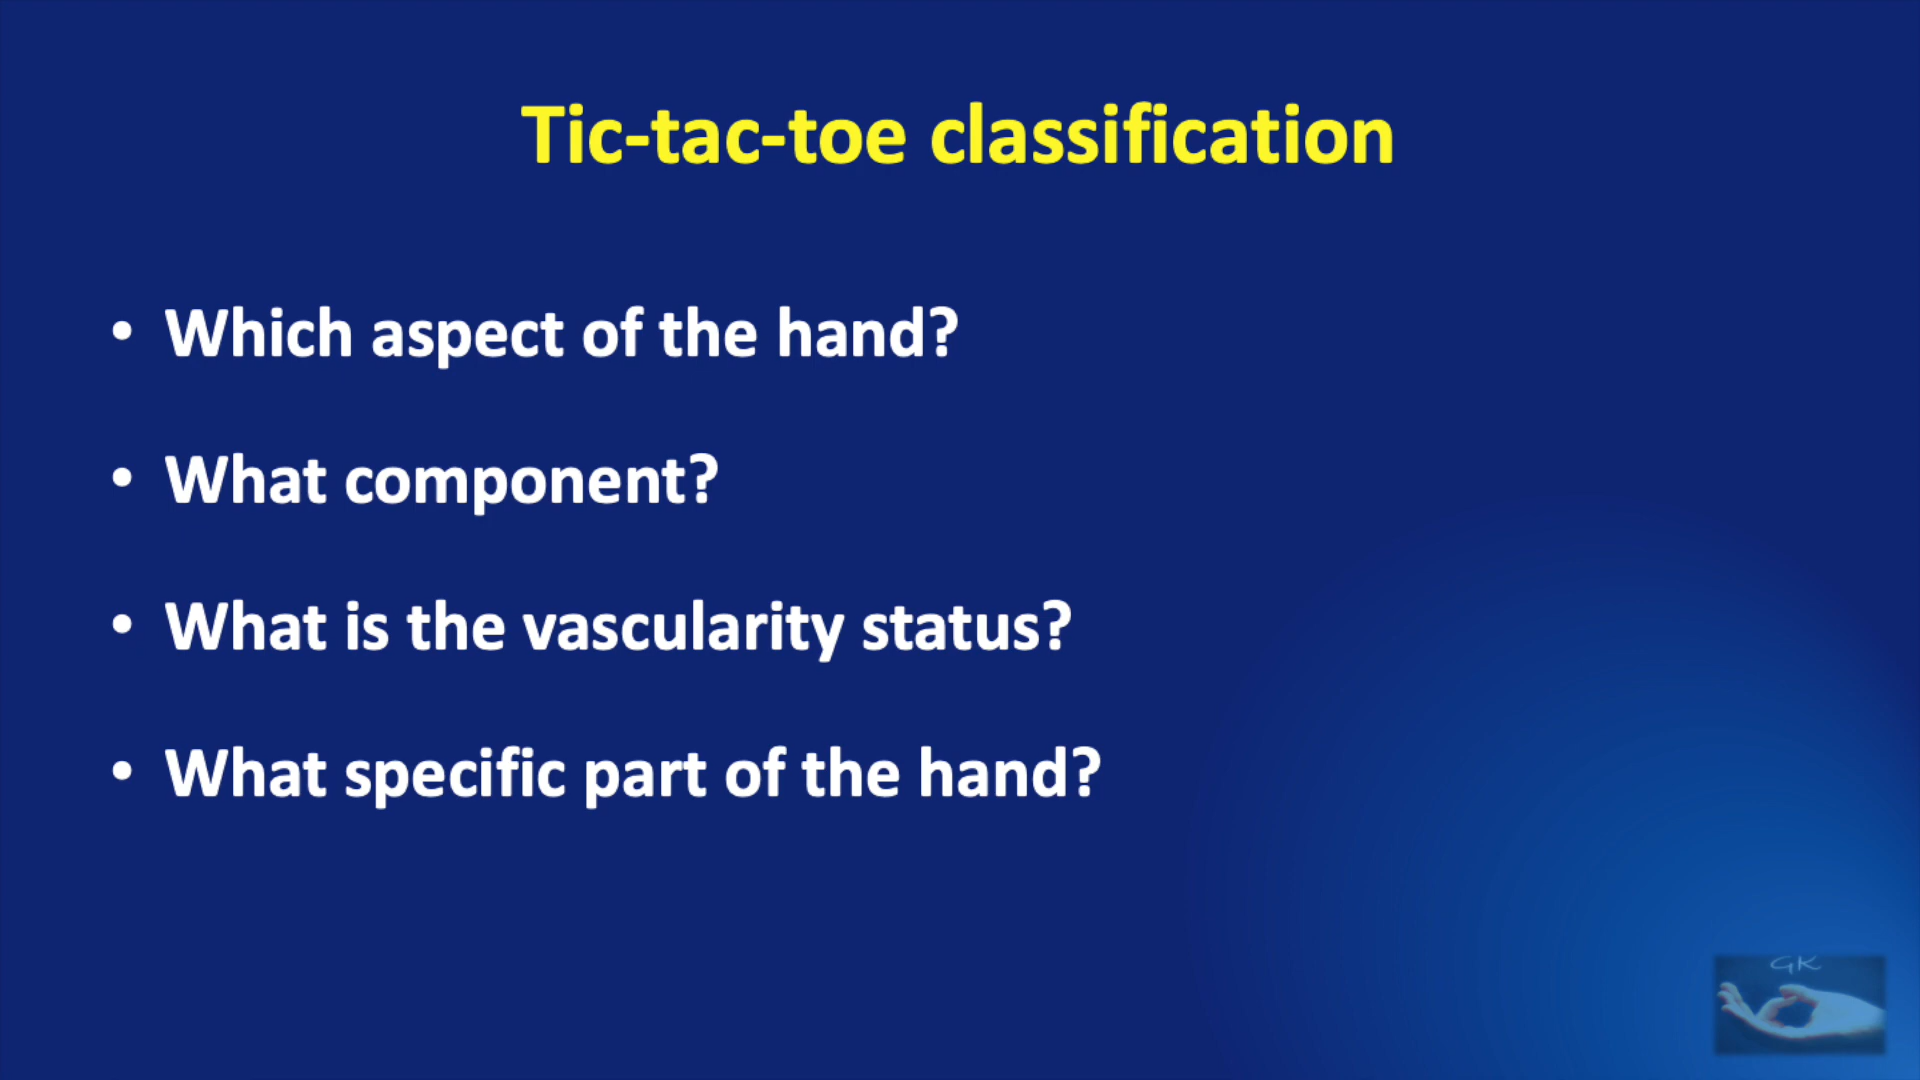 Tic-tac-toe classification
• Which aspect of the hand?
• What component?
• What is the vascularity status?
• What specific part of the hand?
GK